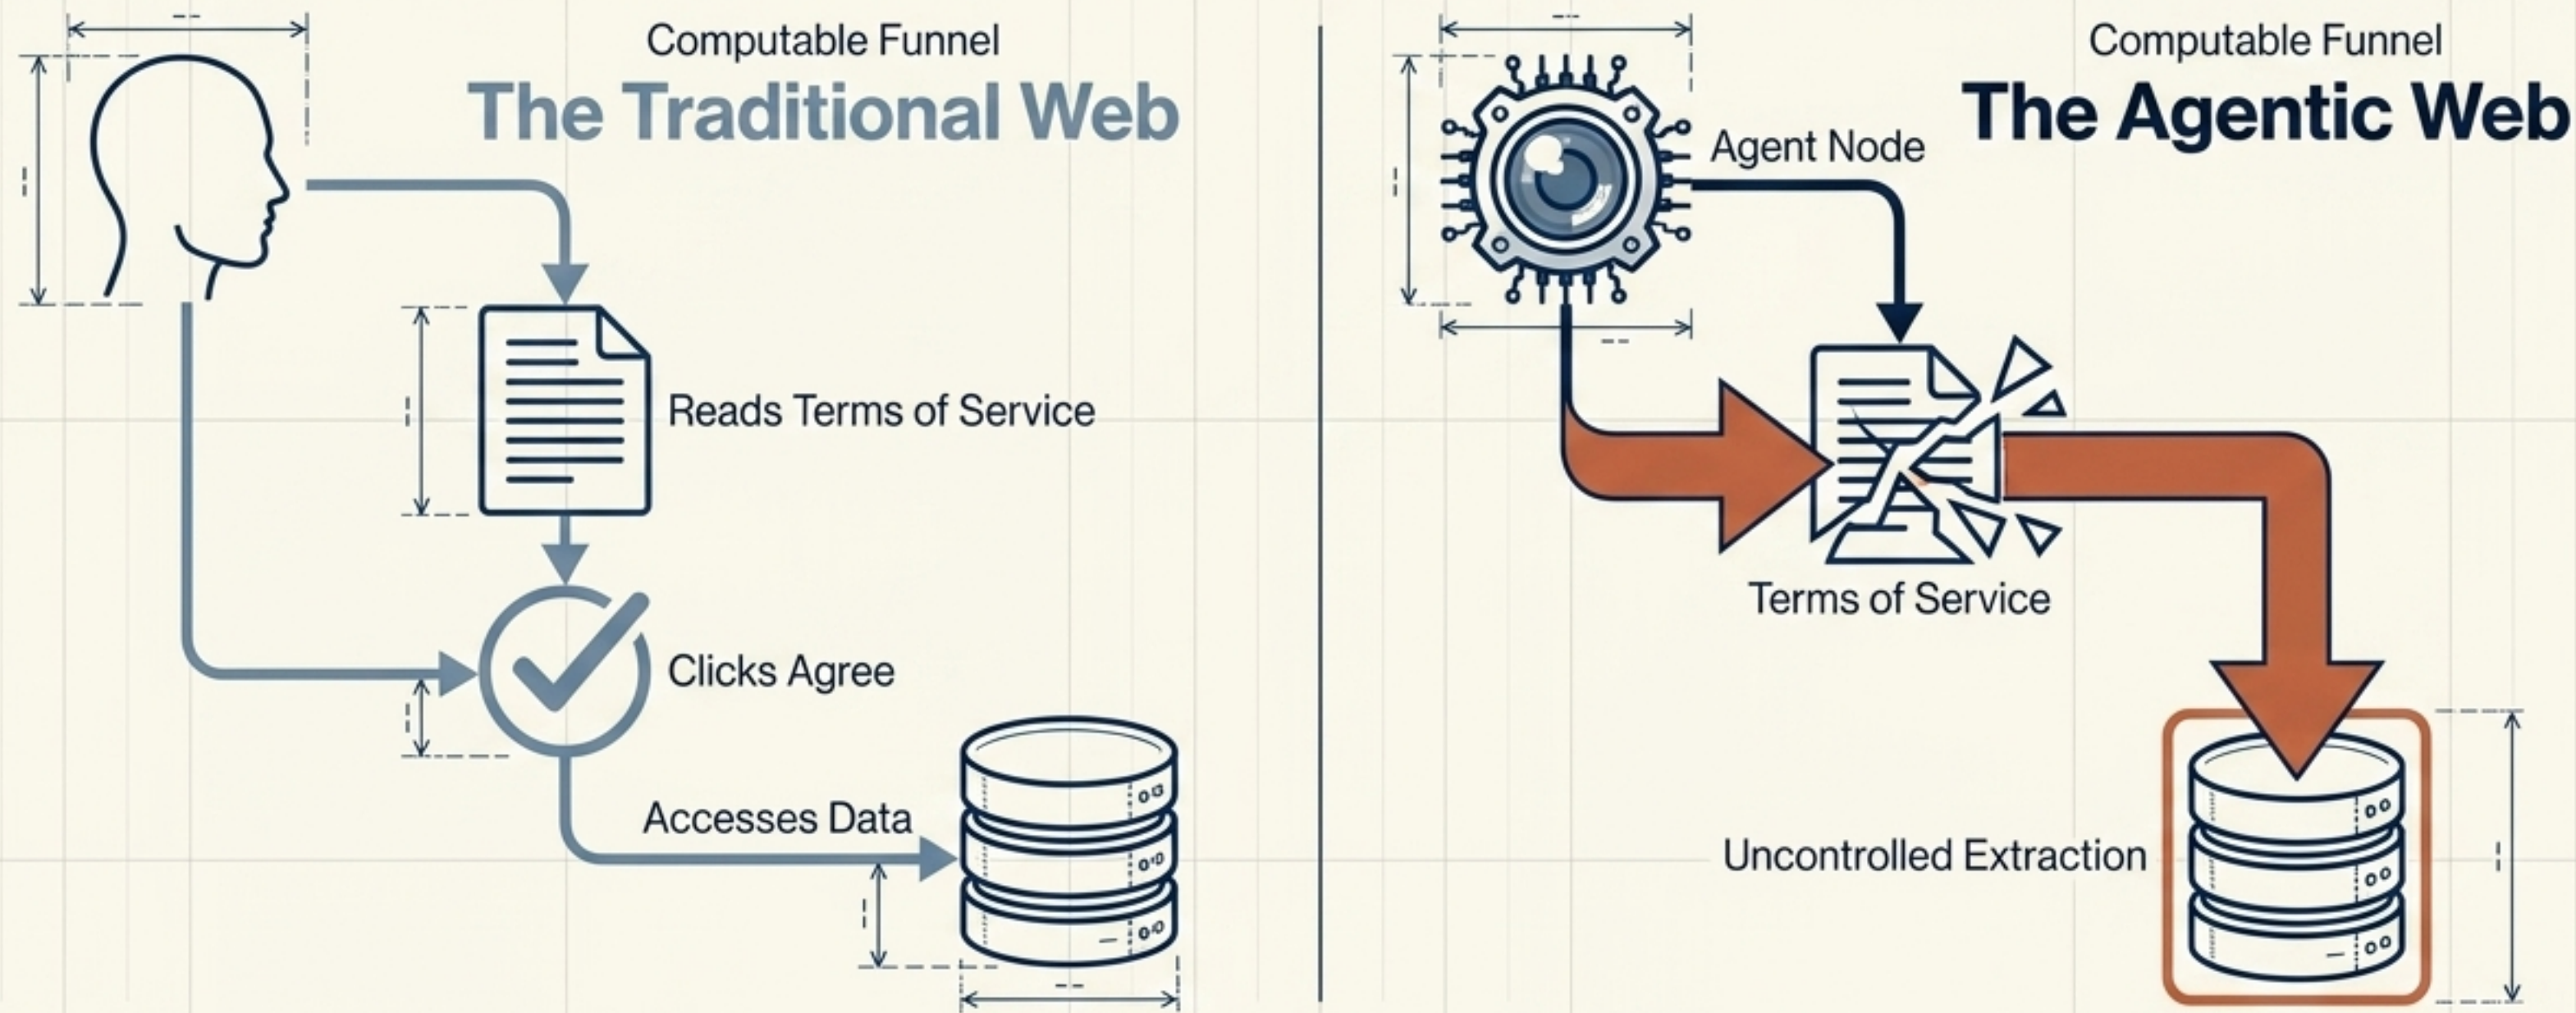 Computable Funnel
The Traditional Web
Reads Terms of Service
Clicks Agree
Accesses Data
Computable Funnel
The Agentic Web
Agent Node
Terms of Service
Uncontrolled Extraction